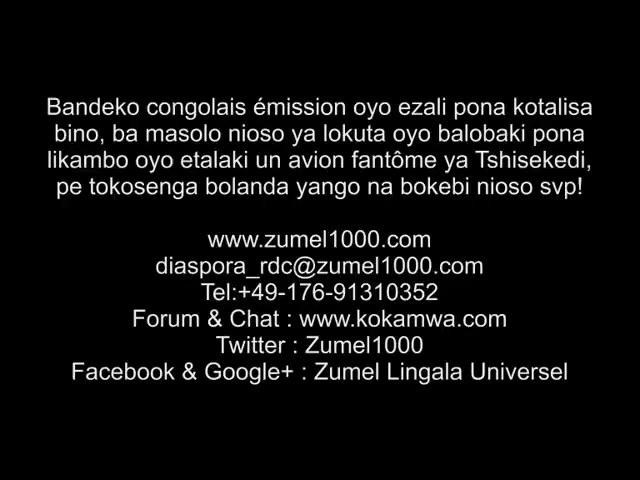 Bandeko congolais émission oyo ezali pona kotalisa
bino, ba masolo nioso ya lokuta oyo balobaki pona
likambo oyo etalaki un avion fantôme ya Tshisekedi,
pe tokosenga bolanda yango na bokebi nioso svp!
www.zumel1000.com
diaspora_rdc@zumel1000.com
Tel:+49-176-91310352
Forum & Chat : www.kokamwa.com
Twitter : Zumel1000
Facebook & Google+ : Zumel Lingala Universel